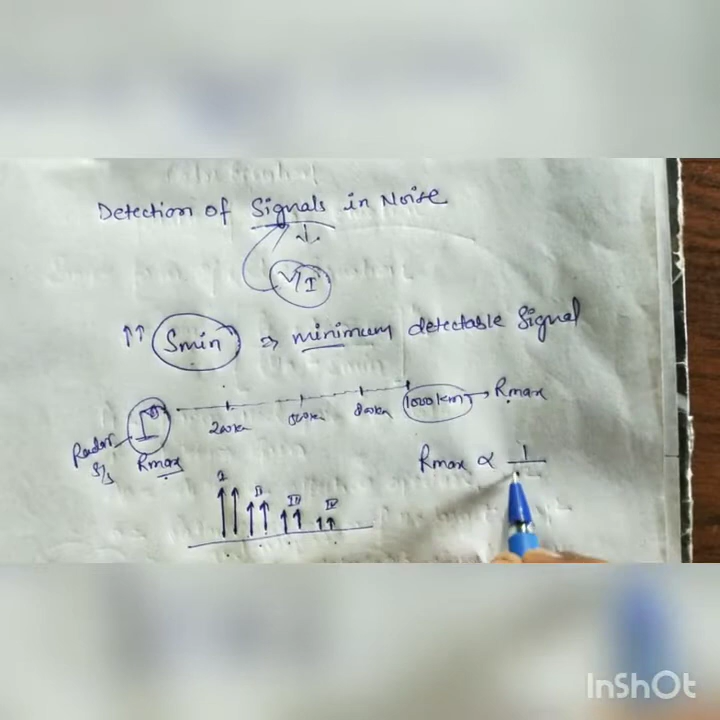 Detection of Signals in Noise
V/I
↑↑ Smin ⇒ minimum detectable signal
200km 500km 800km 1000km → Rmax
Radar S/s Rmax
Rmax ∝ 1
I II III IV
InShOt